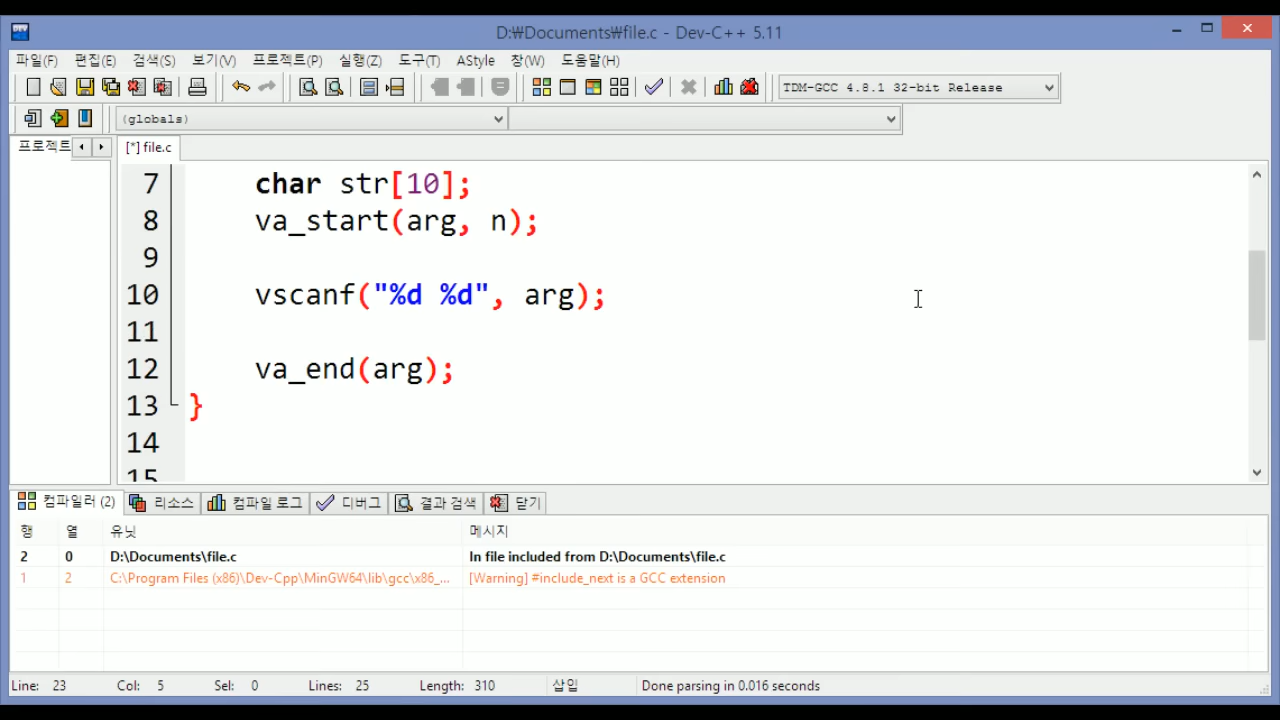 DEV
D:₩Documents₩file.c - Dev-C++ 5.11
파일(F) 편집(E) 검색(S) 보기(V) 프로젝트(P) 실행(Z) 도구(T) AStyle 창(W) 도움말(H)
TDM-GCC 4.8.1 32-bit Release
(globals)
프로젝트
[*] file.c
7 char str[10];
8 va_start(arg, n);
9
10 vscanf("%d %d", arg);
11
12 va_end(arg);
13 }
14
15
컴파일러 (2) 리소스 컴파일 로그 디버그 결과 검색 닫기
행 열 유닛 메시지
2 0 D:\Documents\file.c In file included from D:\Documents\file.c
1 2 C:\Program Files (x86)\Dev-Cpp\MinGW64\lib\gcc\x86_... [Warning] #include_next is a GCC extension
Line: 23 Col: 5 Sel: 0 Lines: 25 Length: 310 삽입 Done parsing in 0.016 seconds